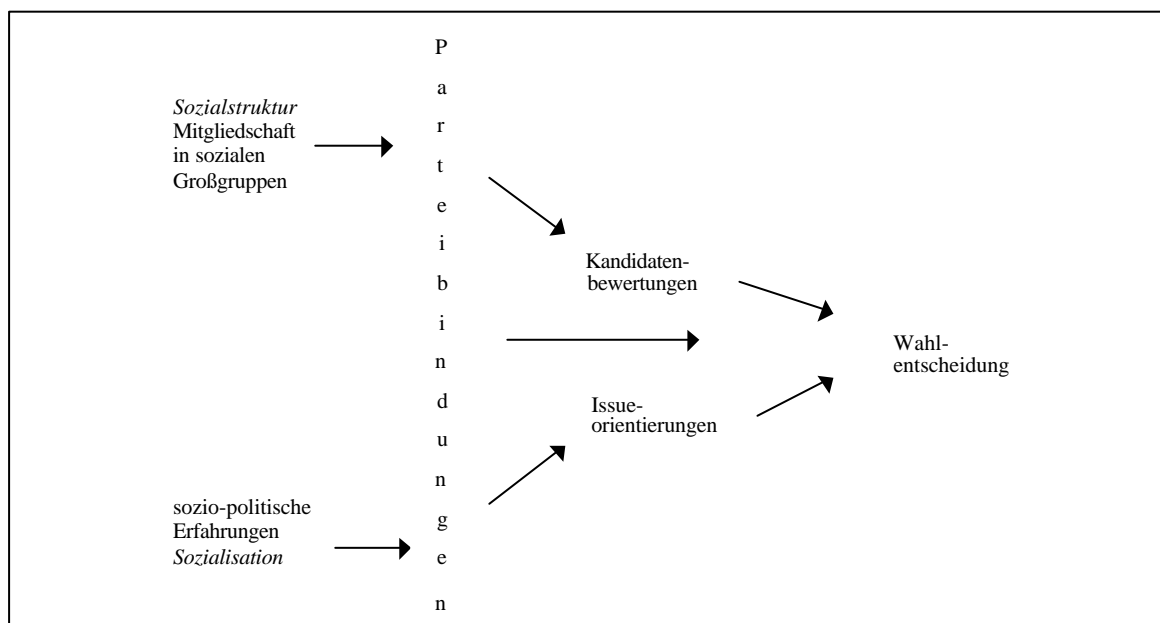 Sozialstruktur
Mitgliedschaft
in sozialen
Großgruppen
sozio-politische
Erfahrungen
Sozialisation
P
a
r
t
e
i
b
i
n
d
u
n
g
e
n
Kandidaten-
bewertungen
Issue-
orientierungen
Wahl-
entscheidung